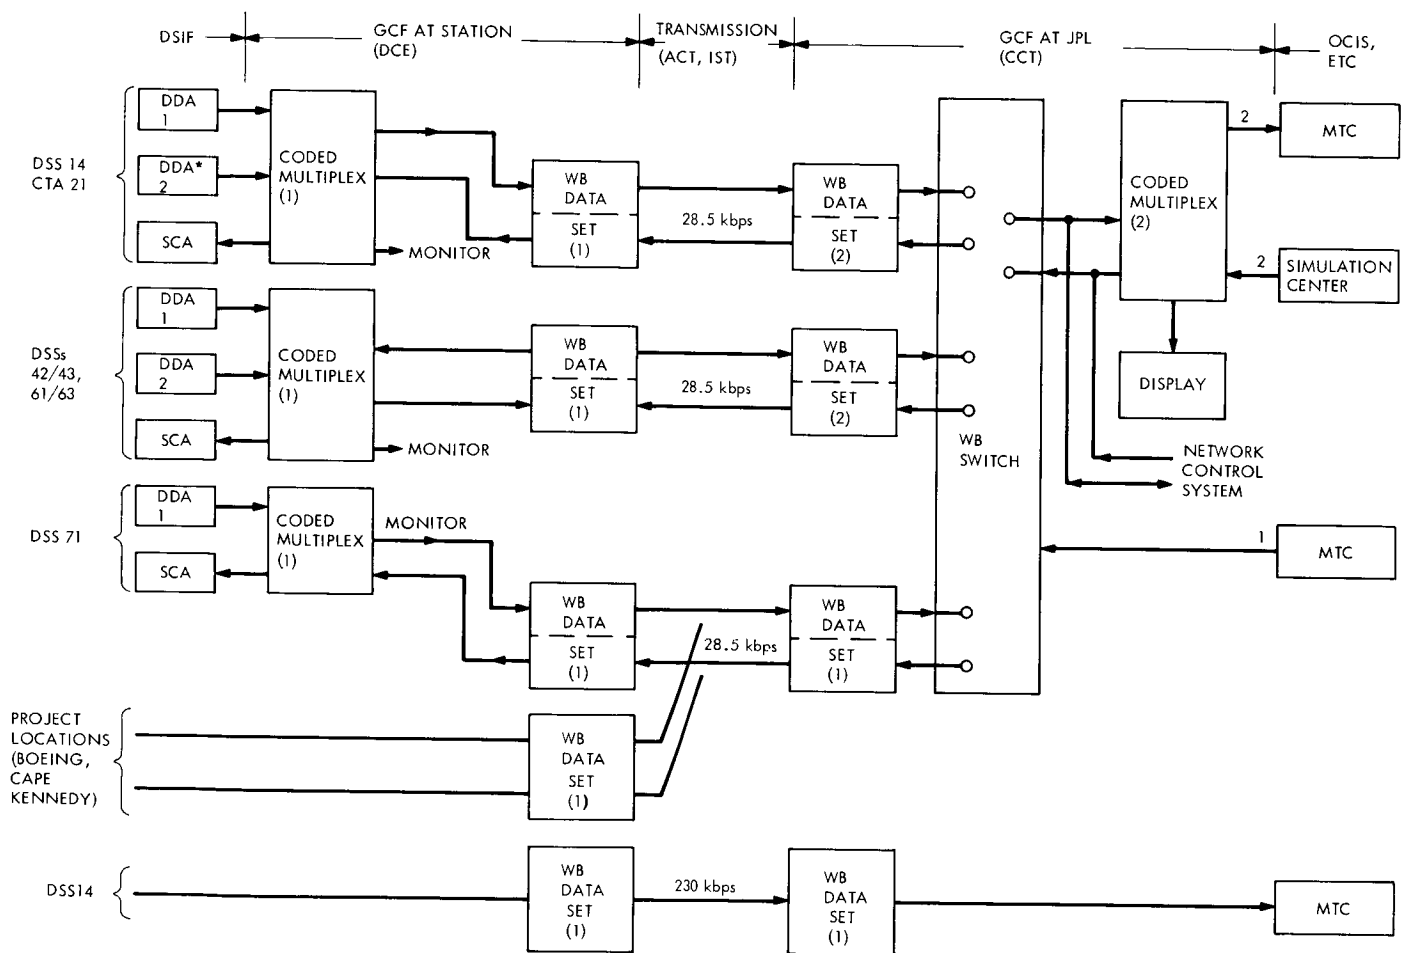 DSIF
GCF AT STATION
(DCE)
TRANSMISSION
(ACT, IST)
GCF AT JPL
(CCT)
OCIS,
ETC
DSS 14
CTA 21
DDA
1
DDA*
2
SCA
CODED
MULTIPLEX
(1)
MONITOR
WB
DATA
SET
(1)
28.5 kbps
WB
DATA
SET
(2)
CODED
MULTIPLEX
(2)
2
MTC
2
SIMULATION
CENTER
DISPLAY
DSSs
42/43,
61/63
DDA
1
DDA
2
SCA
CODED
MULTIPLEX
(1)
MONITOR
WB
DATA
SET
(1)
28.5 kbps
WB
DATA
SET
(2)
WB
SWITCH
NETWORK
CONTROL
SYSTEM
DSS 71
DDA
1
SCA
CODED
MULTIPLEX
(1)
MONITOR
WB
DATA
SET
(1)
28.5 kbps
WB
DATA
SET
(1)
1
MTC
PROJECT
LOCATIONS
(BOEING,
CAPE
KENNEDY)
WB
DATA
SET
(1)
DSS14
WB
DATA
SET
(1)
230 kbps
WB
DATA
SET
(1)
MTC